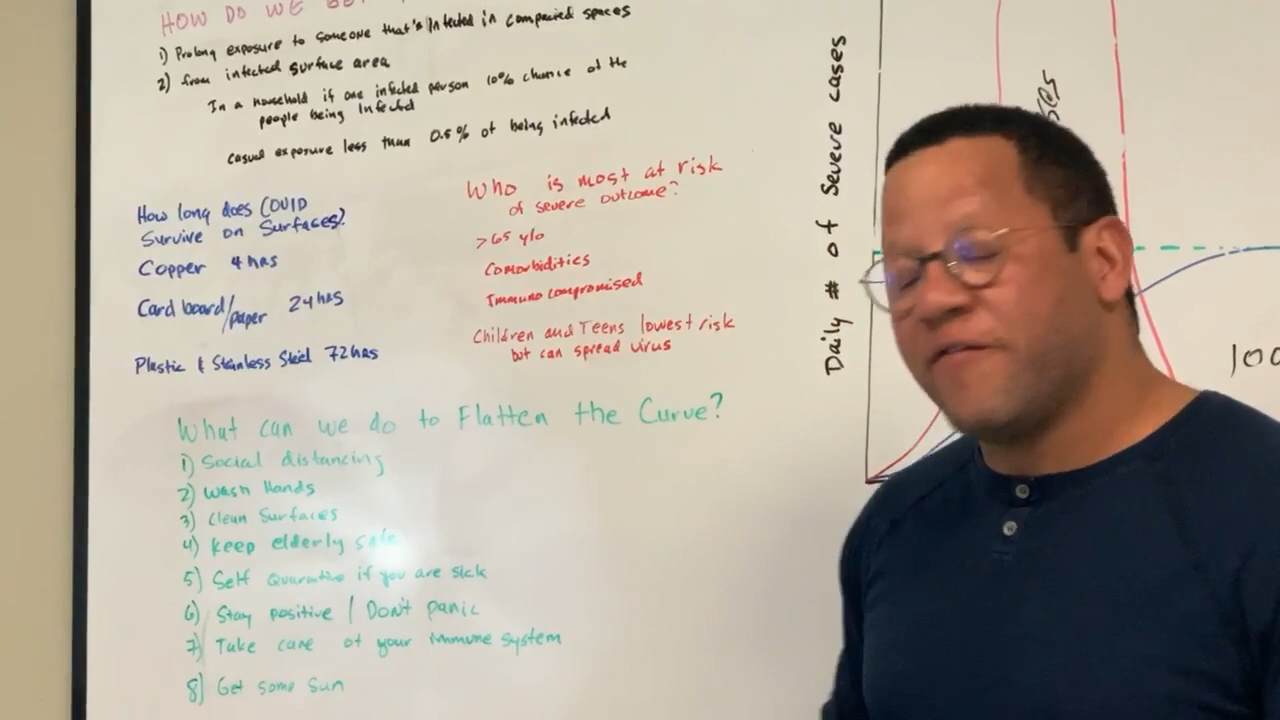 HOW DO WE
1) Prolong exposure to someone that's Infected in compacted spaces
2) from infected surface area
In a household if one infected person 10% chance of the
people being Infected
casual exposure less than 0.5% of being infected
How long does COVID
Survive on Surfaces?
Copper 4 hrs
Card board/paper 24 hrs
Plastic & Stainless Steel 72 hrs
Who is most at risk
of severe outcome?
>65 y/o
Comorbidities
Immunocompromised
Children and Teens lowest risk
but can spread virus
What can we do to Flatten the Curve?
1) Social distancing
2) Wash Hands
3) Clean Surfaces
4) Keep elderly safe
5) Self Quarantine if you are sick
6) Stay positive / Don't panic
7) Take care of your immune system
8) Get some sun
Daily # of Severe cases
100